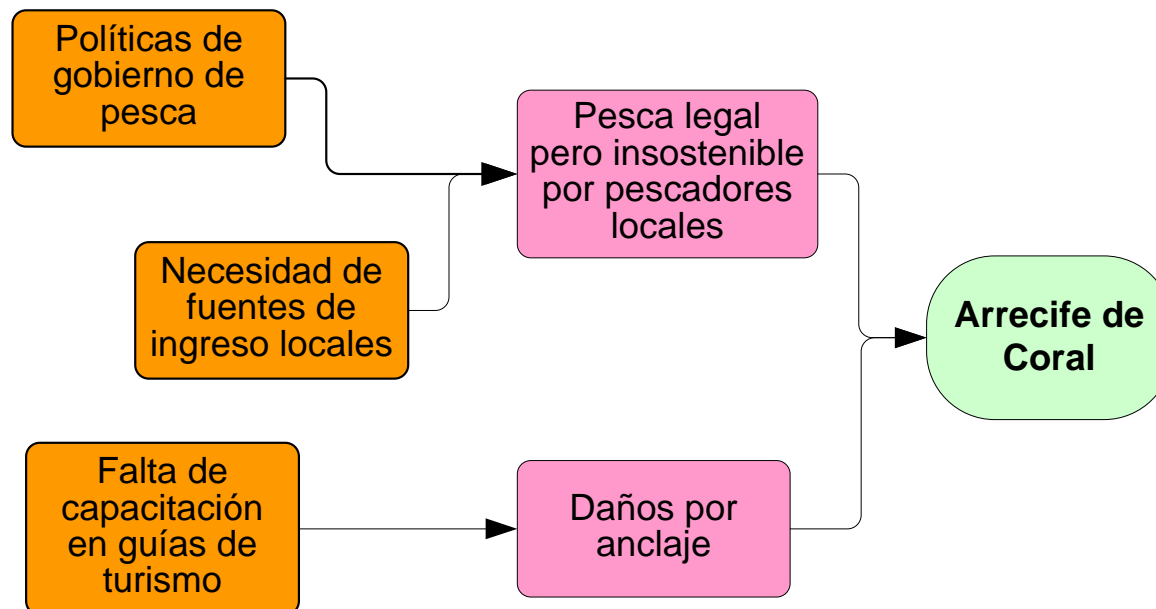 Políticas de
gobierno de
pesca
Pesca legal
pero insostenible
por pescadores
locales
Necesidad de
fuentes de
ingreso locales
Arrecife de
Coral
Falta de
capacitación
en guías de
turismo
Daños por
anclaje